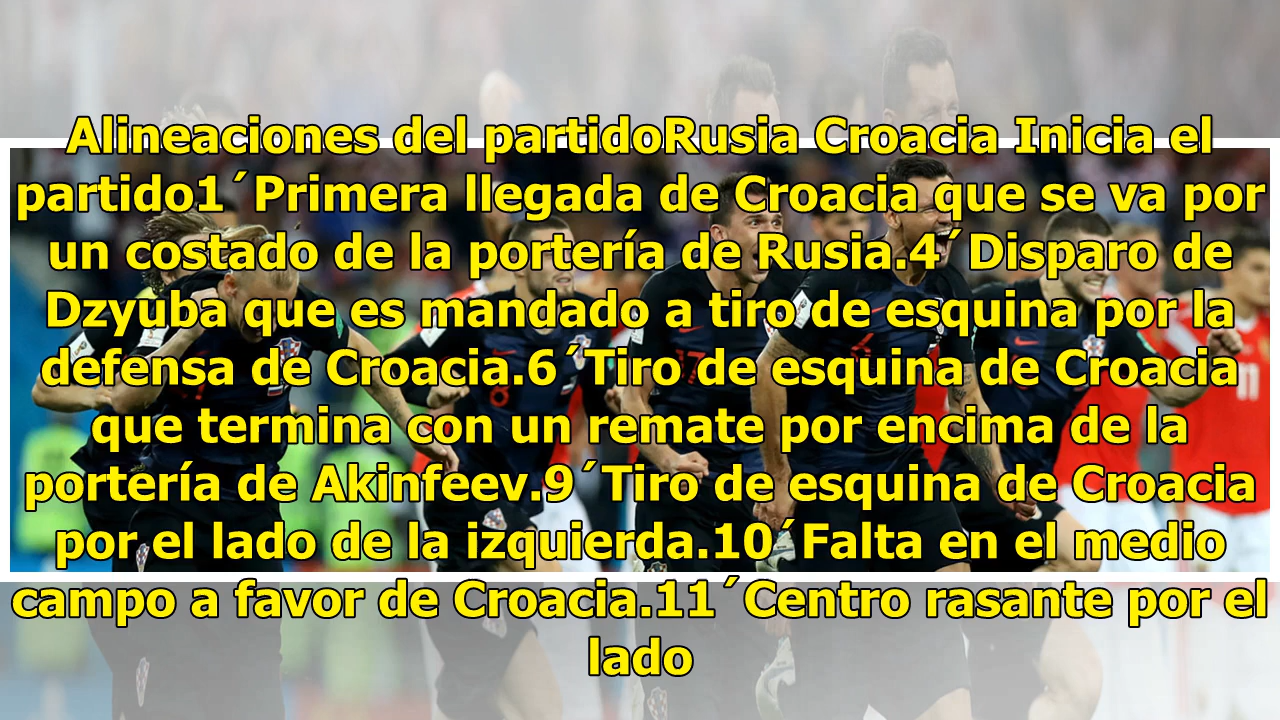 Alineaciones del partidoRusia Croacia Inicia el
partido1´Primera llegada de Croacia que se va por
un costado de la portería de Rusia.4´Disparo de
Dzyuba que es mandado a tiro de esquina por la
defensa de Croacia.6´Tiro de esquina de Croacia
que termina con un remate por encima de la
portería de Akinfeev.9´Tiro de esquina de Croacia
por el lado de la izquierda.10´Falta en el medio
campo a favor de Croacia.11´Centro rasante por el
lado